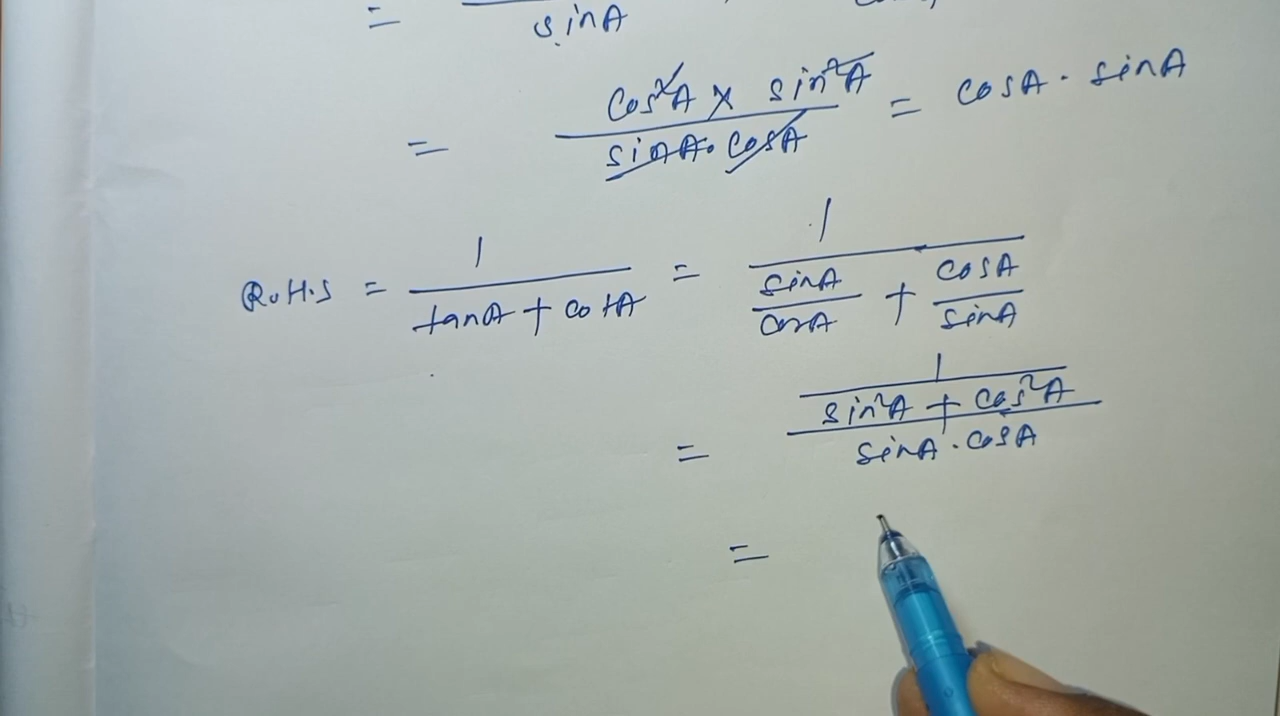 = sinA
= cos²A × sin²A / sinA · cosA = cosA · sinA
R.H.S = 1 / tanA + cotA = 1 / sinA/cosA + cosA/sinA
= 1 / sin²A + cos²A / sinA · cosA
=